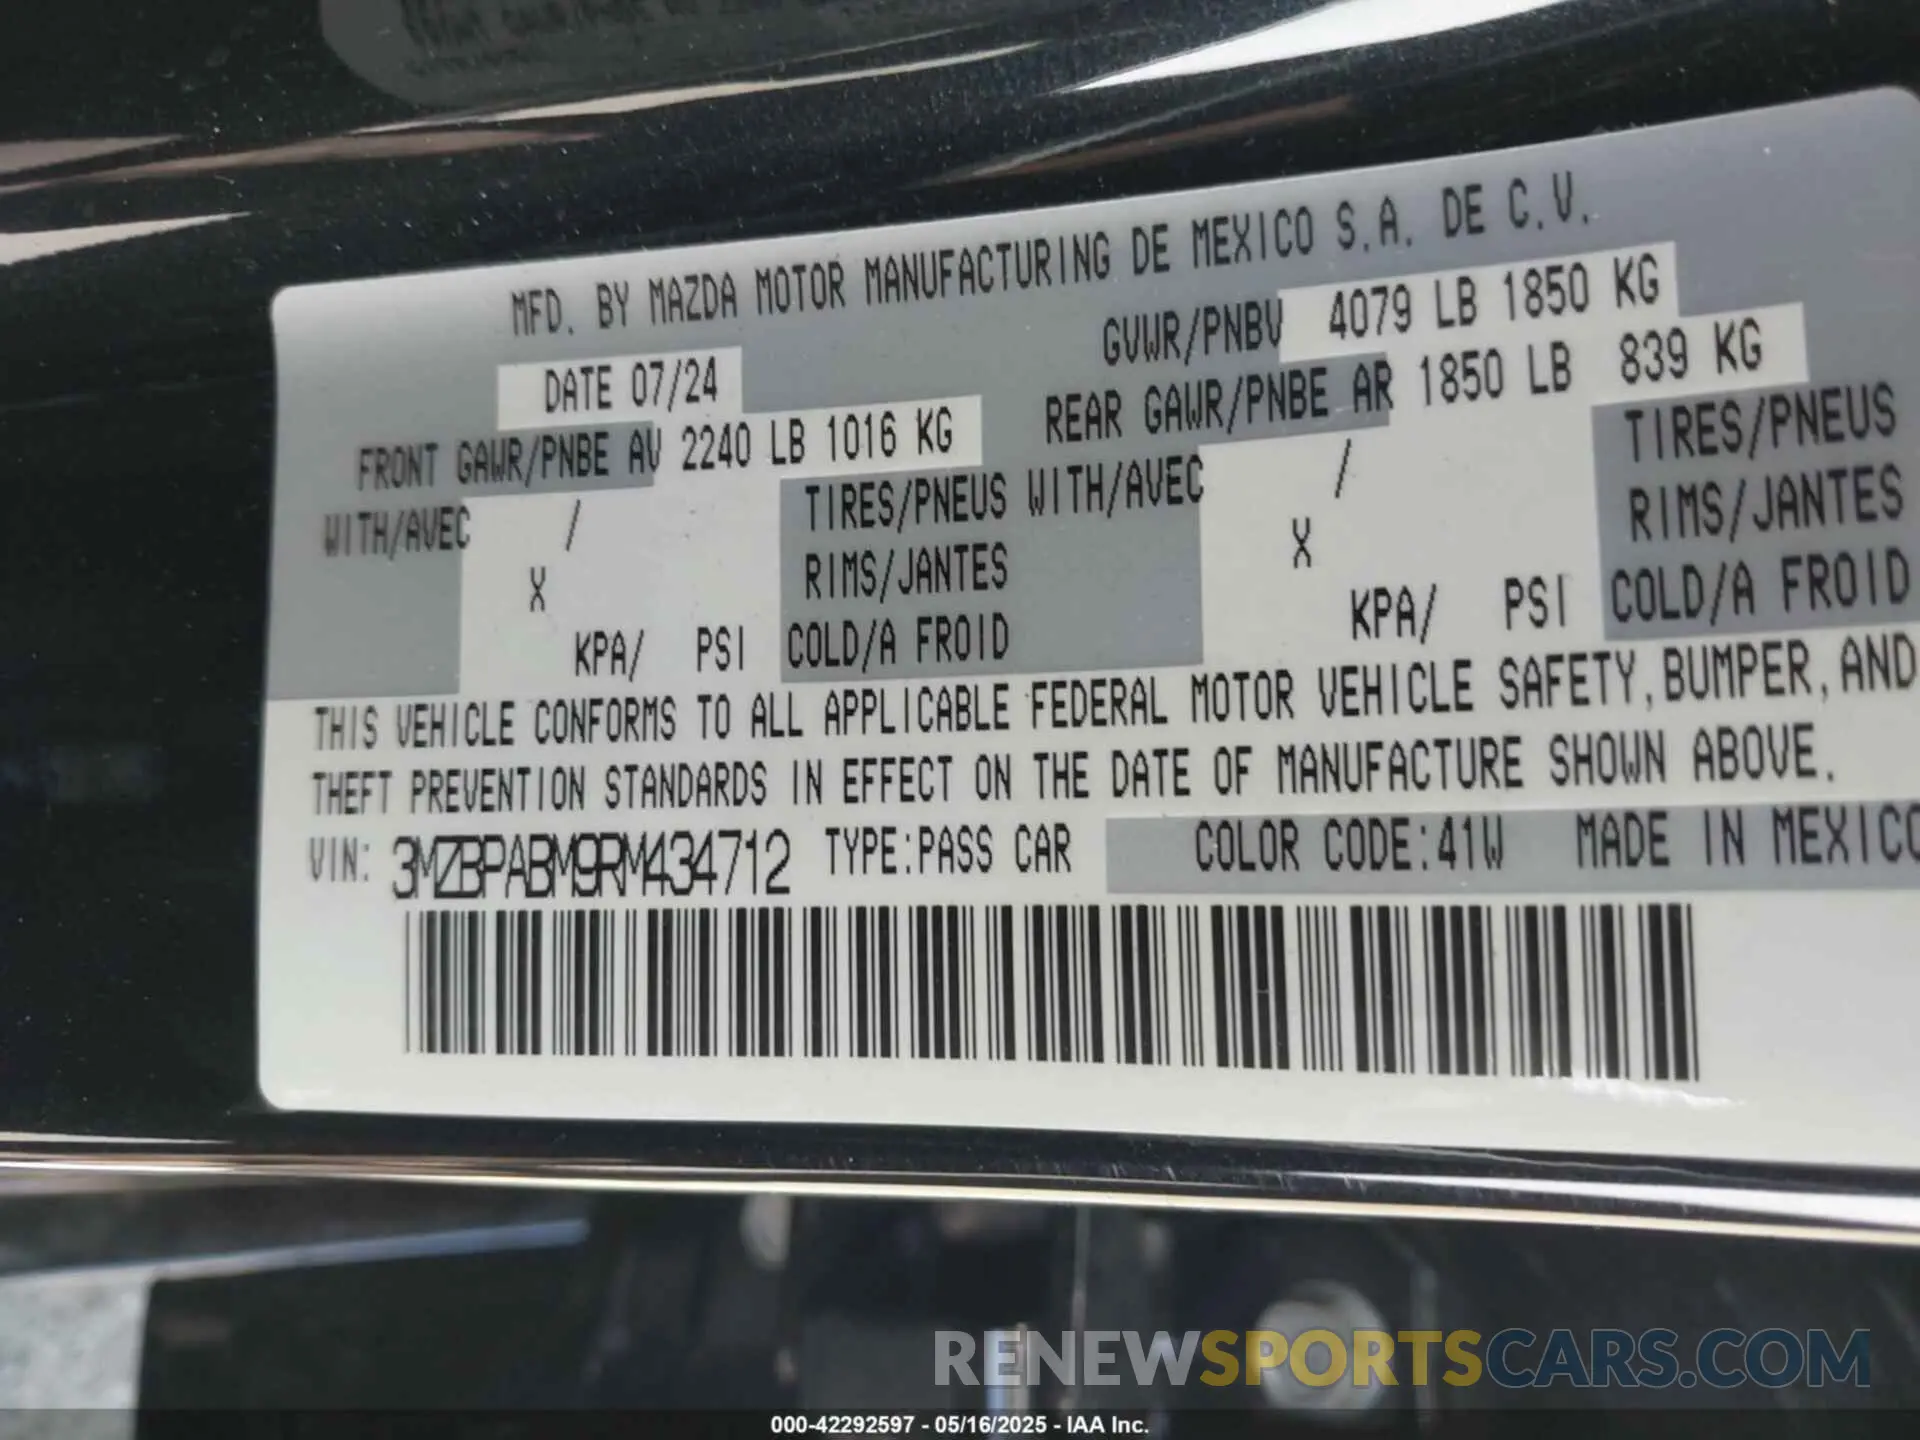 MFD. BY MAZDA MOTOR MANUFACTURING DE MEXICO S.A. DE C.V.
DATE 07/24 GVWR/PNBV 4079 LB 1850 KG
FRONT GAWR/PNBE AV 2240 LB 1016 KG REAR GAWR/PNBE AR 1850 LB 839 KG
WITH/AVEC / TIRES/PNEUS WITH/AVEC / TIRES/PNEUS
X RIMS/JANTES X RIMS/JANTES
KPA/ PSI COLD/A FROID KPA/ PSI COLD/A FROID
THIS VEHICLE CONFORMS TO ALL APPLICABLE FEDERAL MOTOR VEHICLE SAFETY, BUMPER, AND
THEFT PREVENTION STANDARDS IN EFFECT ON THE DATE OF MANUFACTURE SHOWN ABOVE.
VIN: 3MZBPABM9RM434712 TYPE:PASS CAR COLOR CODE:41W MADE IN MEXICO
RENEWSPORTSCARS.COM
000-42292597 - 05/16/2025 - IAA Inc.